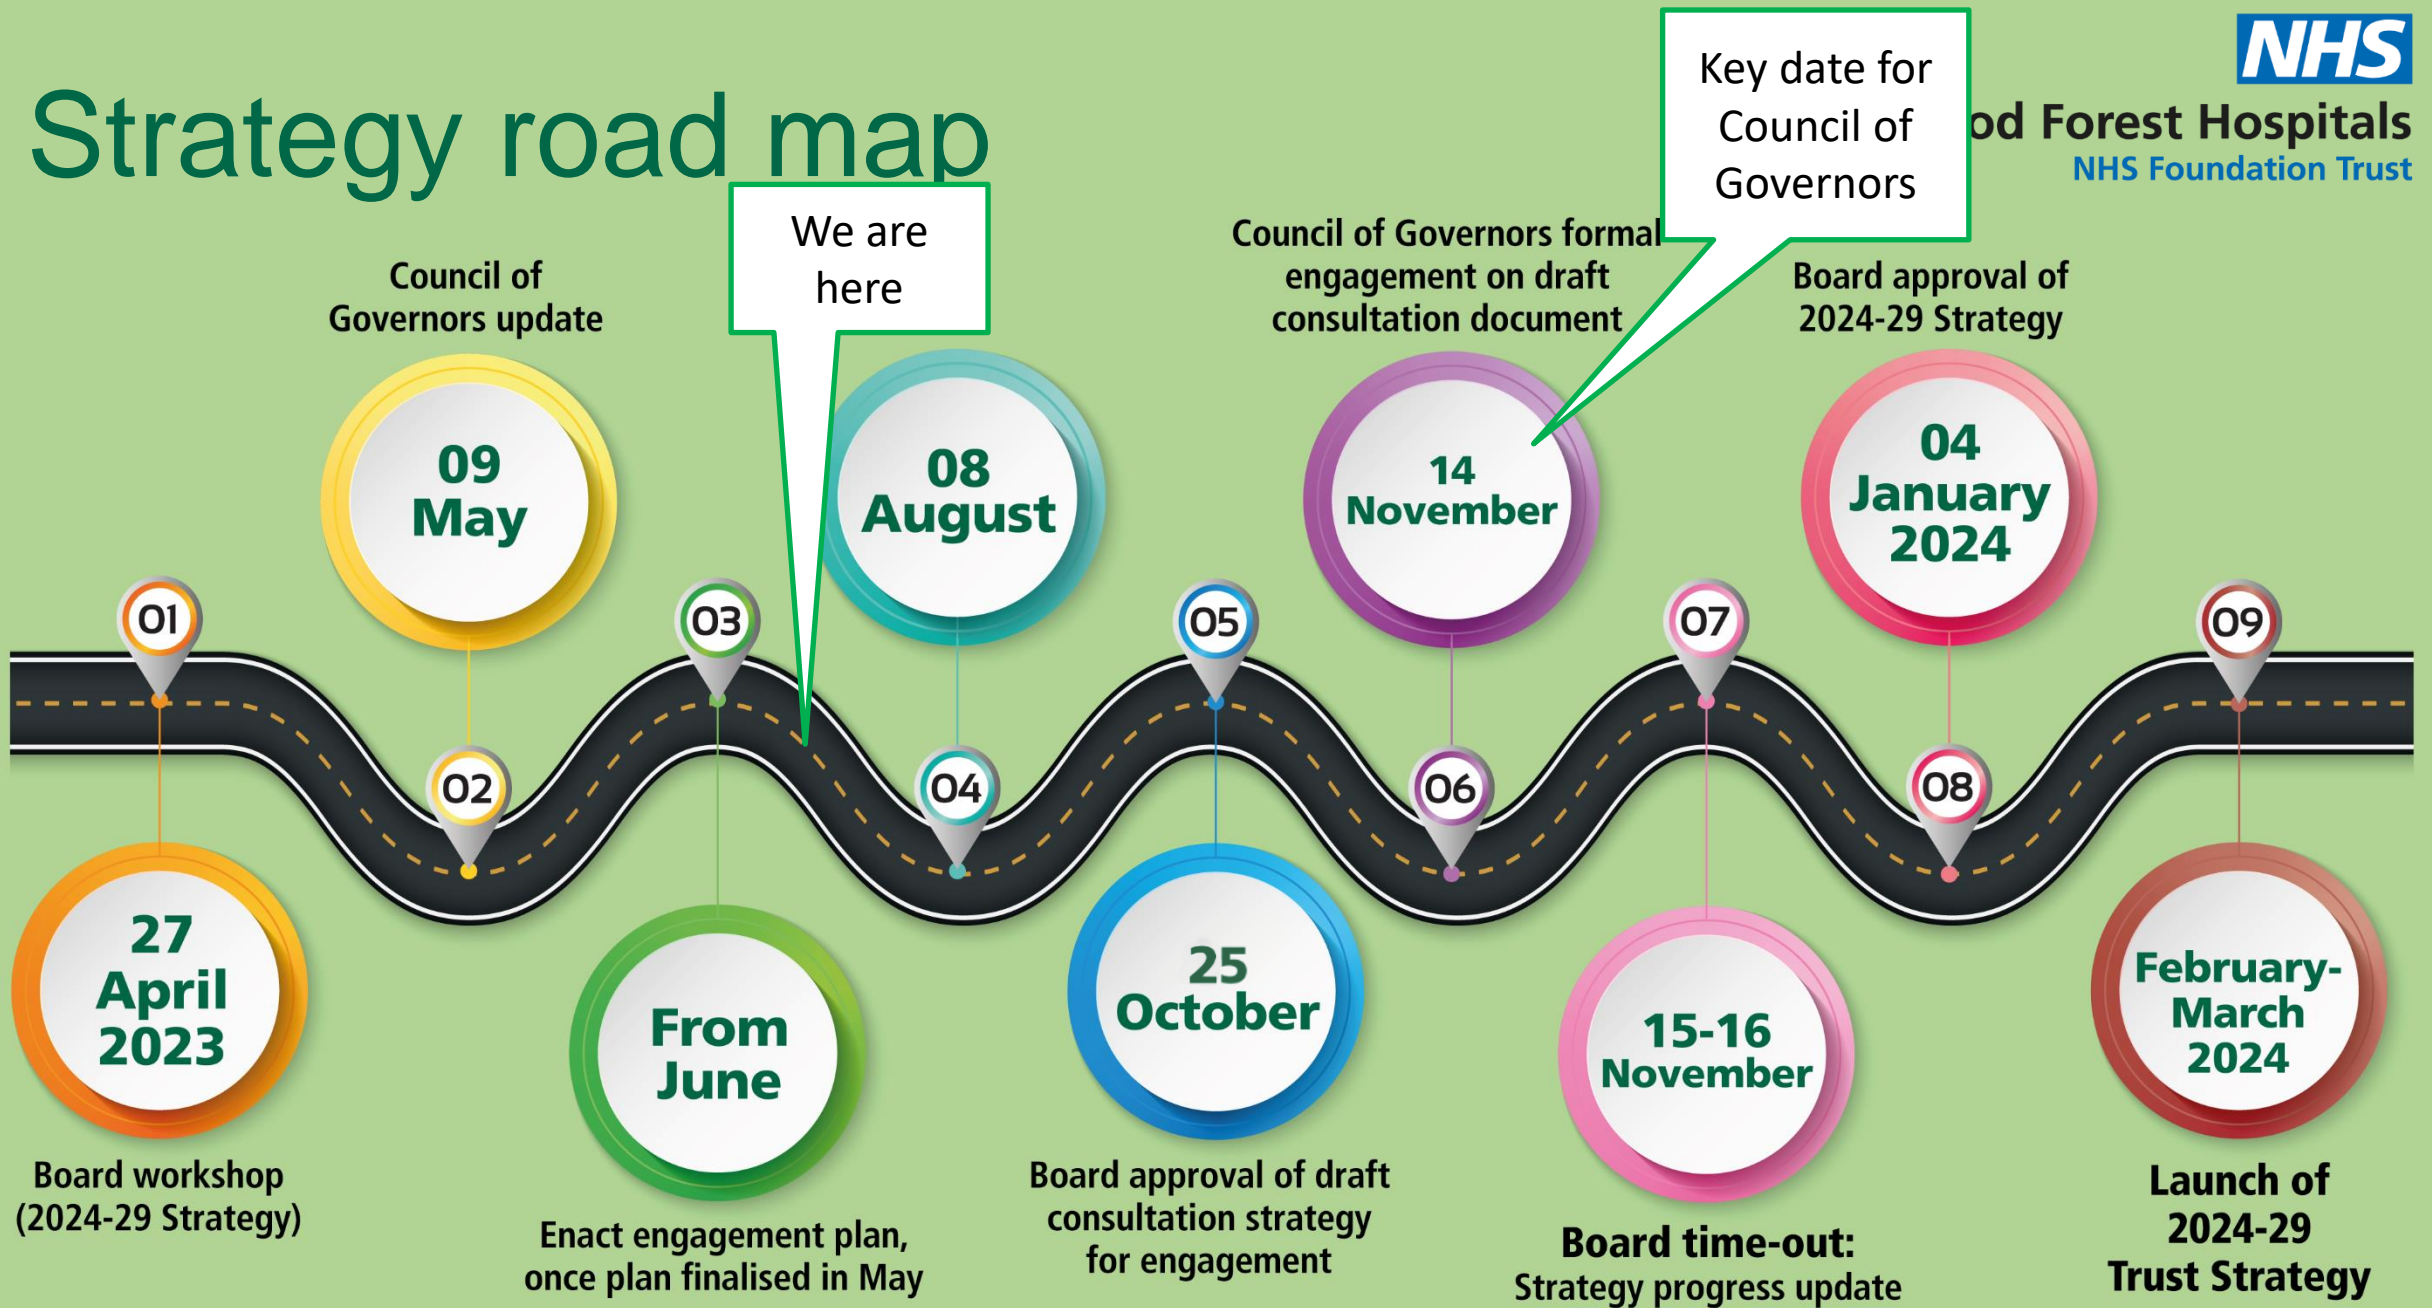 Strategy road map
NHS
od Forest Hospitals
NHS Foundation Trust
Key date for
Council of
Governors
We are
here
01
27
April
2023
Board workshop
(2024-29 Strategy)
Council of
Governors update
09
May
02
03
From
June
Enact engagement plan,
once plan finalised in May
08
August
04
05
25
October
Board approval of draft
consultation strategy
for engagement
Council of Governors formal
engagement on draft
consultation document
14
November
06
07
15-16
November
Board time-out:
Strategy progress update
Board approval of
2024-29 Strategy
04
January
2024
08
09
February-
March
2024
Launch of
2024-29
Trust Strategy